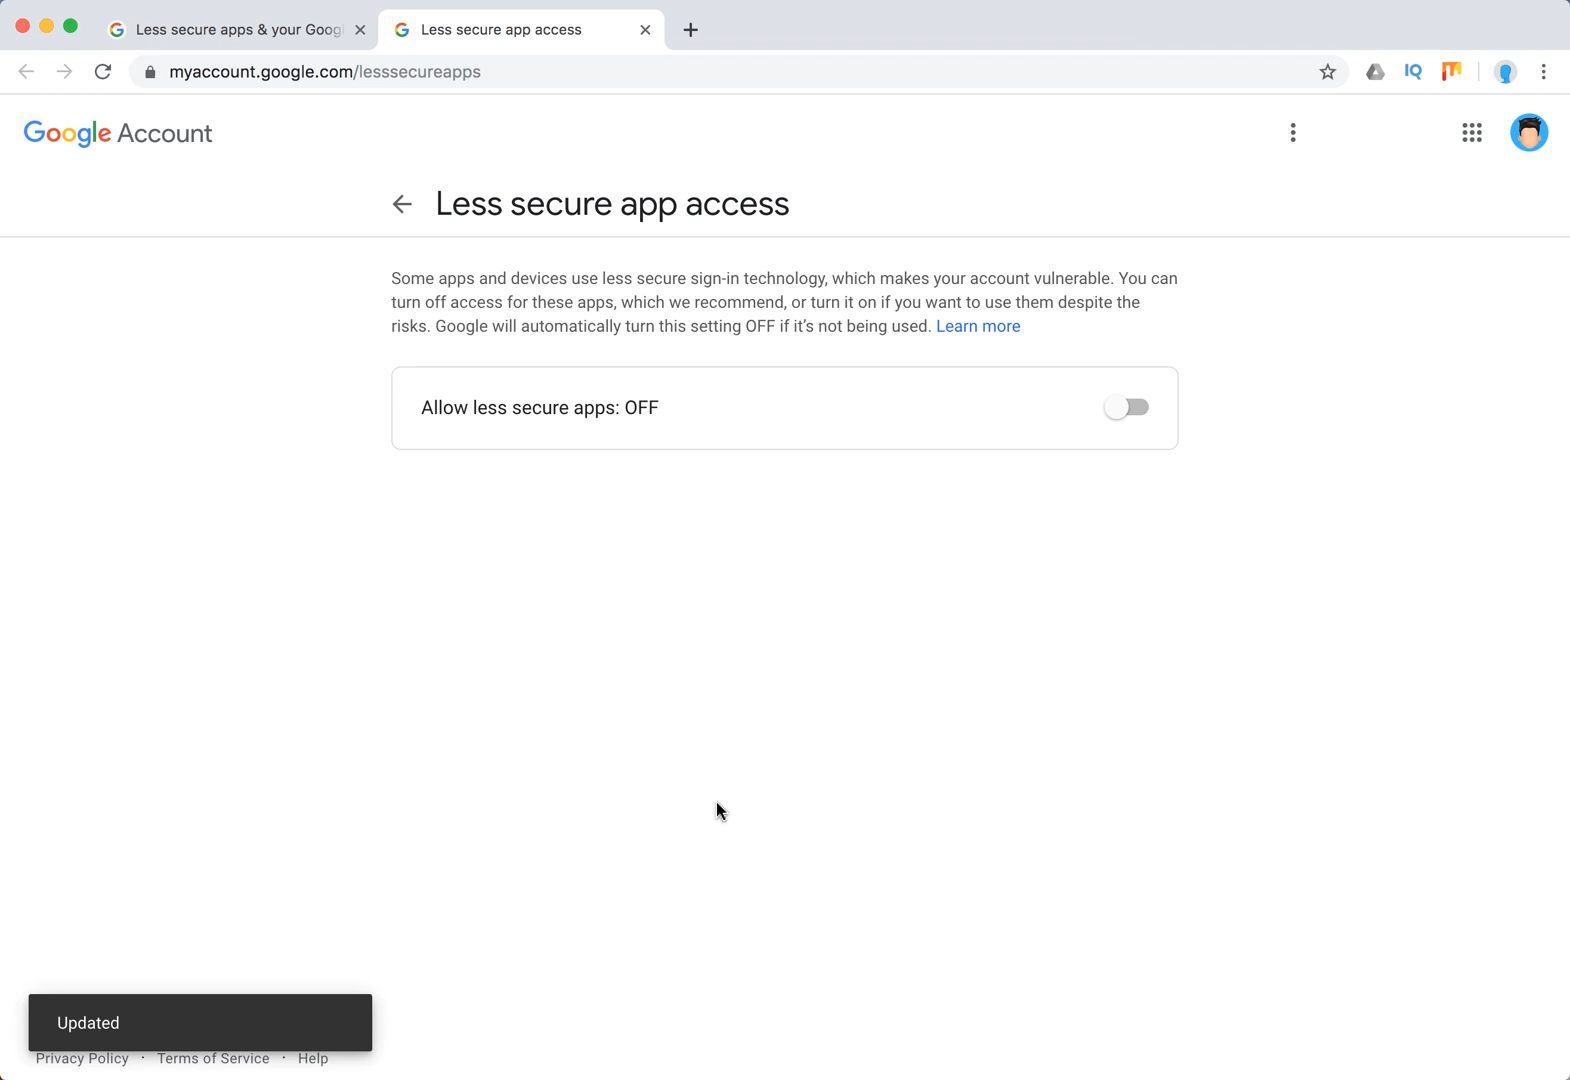 Less secure apps & your Goog
Less secure app access
myaccount.google.com/lesssecureapps
IQ
Google Account
Less secure app access
Some apps and devices use less secure sign-in technology, which makes your account vulnerable. You can
turn off access for these apps, which we recommend, or turn it on if you want to use them despite the
risks. Google will automatically turn this setting OFF if it’s not being used. Learn more
Allow less secure apps: OFF
Updated
Privacy Policy · Terms of Service · Help